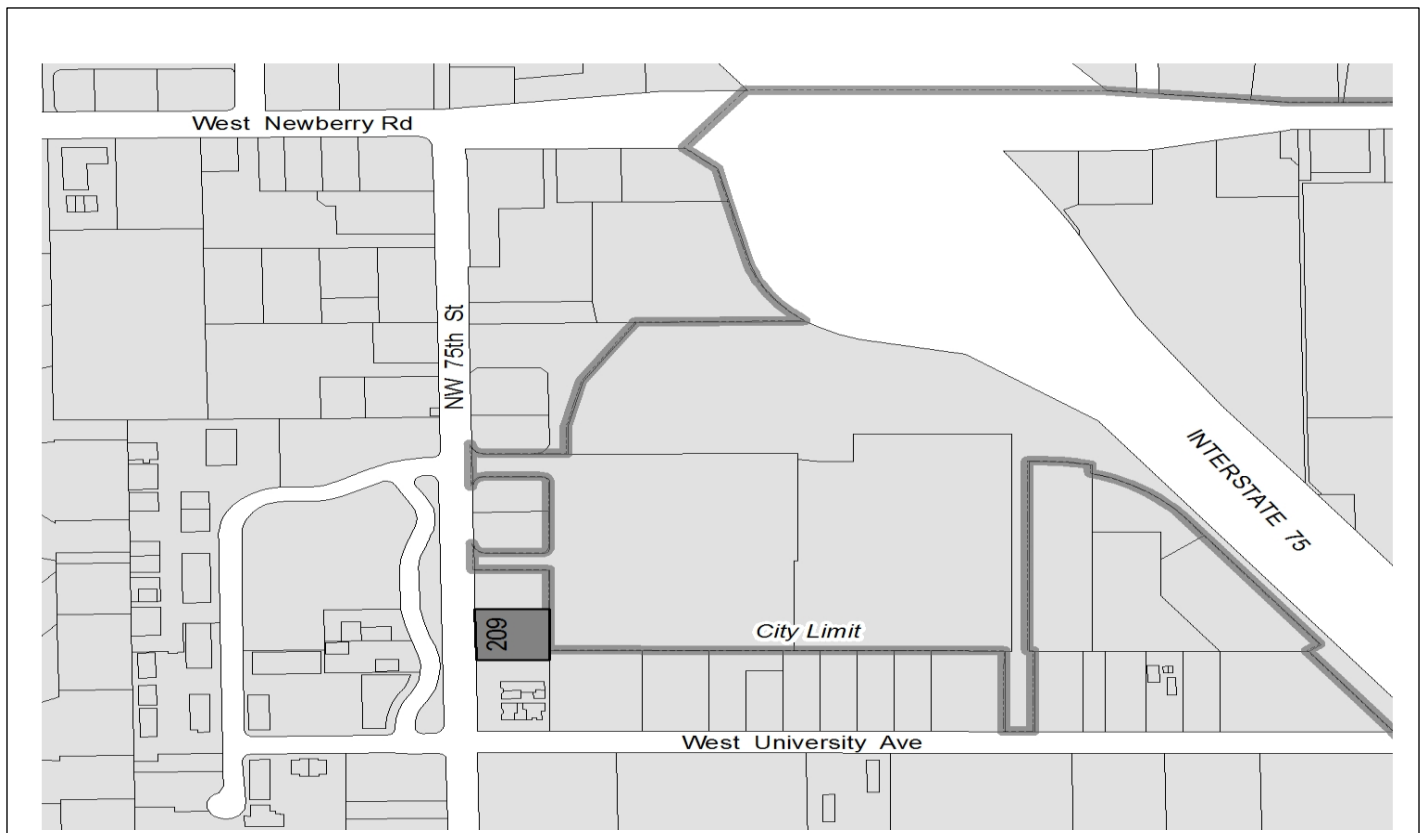 West Newberry Rd
NW 75th St
INTERSTATE 75
209
City Limit
West University Ave